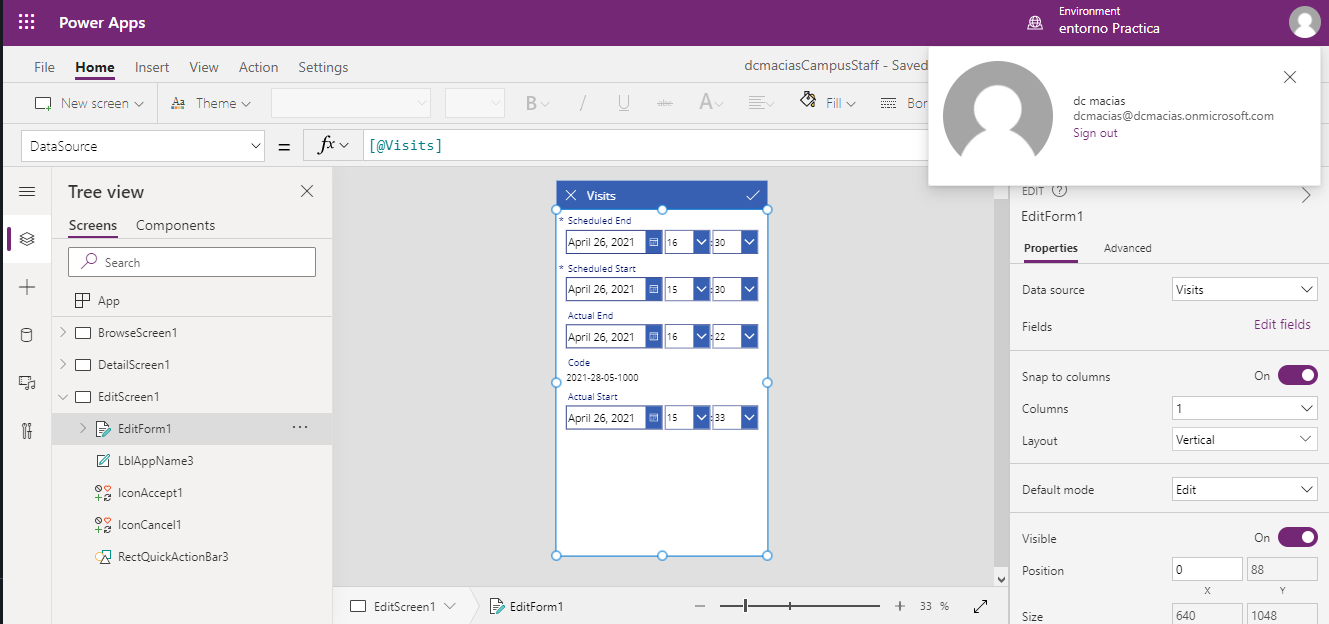 Power Apps
Environment
entorno Practica
File Home Insert View Action Settings
dcmaciasCampusStaff - Saved
New screen Theme B / U abc A Fill Bor
dc macias
dcmacias@dcmacias.onmicrosoft.com
Sign out
DataSource = fx [@Visits]
Tree view
Screens Components
Search
App
BrowseScreen1
DetailScreen1
EditScreen1
EditForm1 ...
LblAppName3
IconAccept1
IconCancel1
RectQuickActionBar3
Visits
* Scheduled End
April 26, 2021 16 : 30
* Scheduled Start
April 26, 2021 15 : 30
Actual End
April 26, 2021 16 : 22
Code
2021-28-05-1000
Actual Start
April 26, 2021 15 : 33
EditScreen1 EditForm1 33 %
EDIT ?
EditForm1
Properties Advanced
Data source Visits
Fields Edit fields
Snap to columns On
Columns 1
Layout Vertical
Default mode Edit
Visible On
Position 0 88
X Y
Size 640 1048